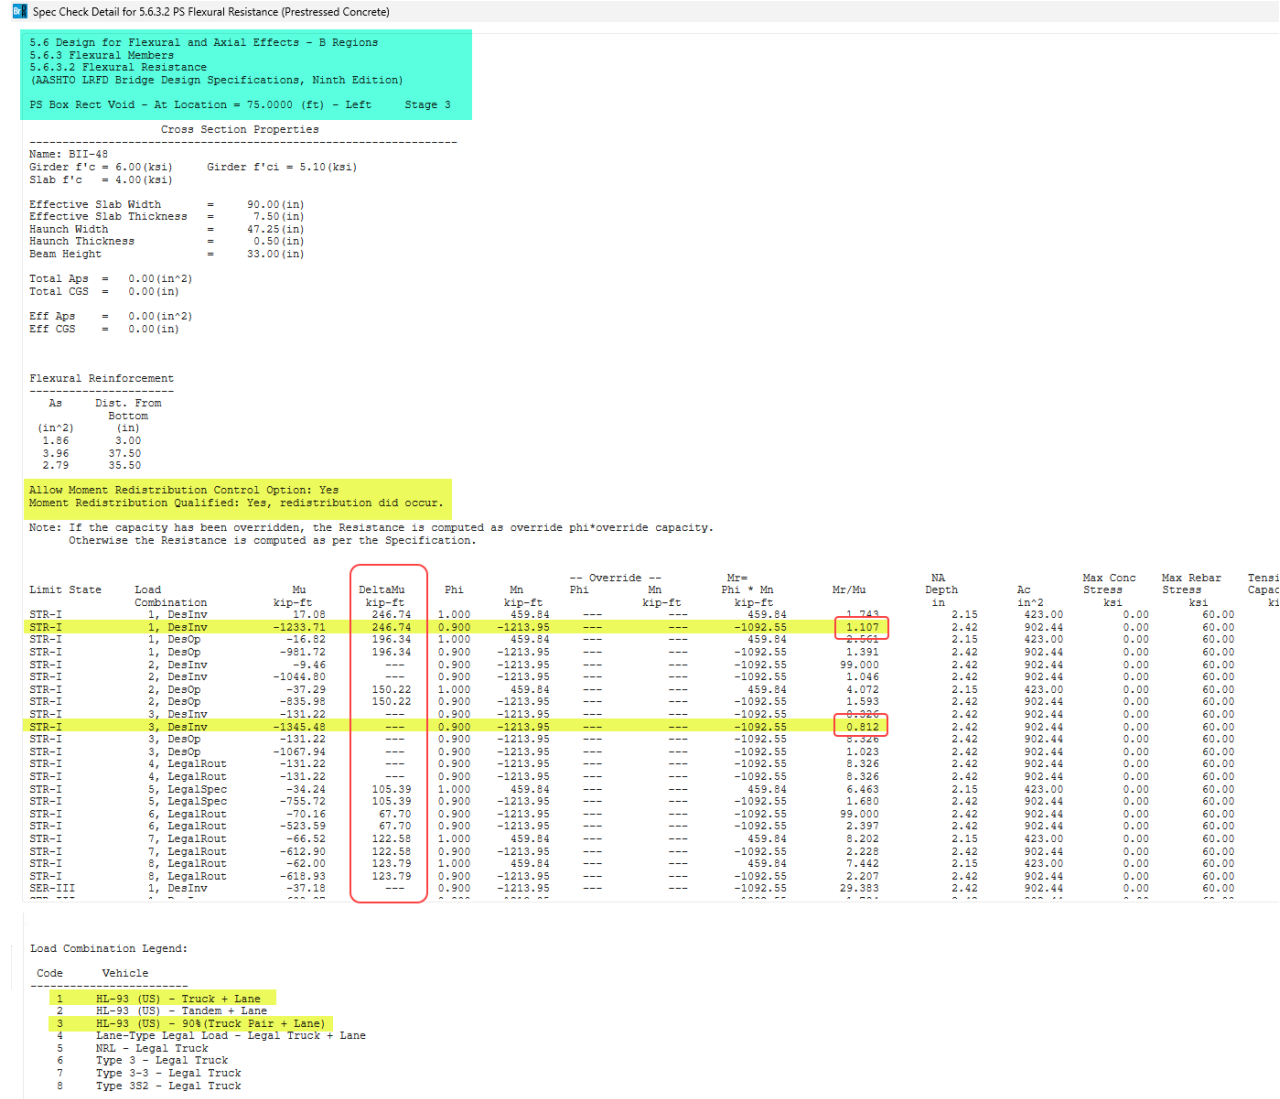 BrR Spec Check Detail for 5.6.3.2 PS Flexural Resistance (Prestressed Concrete)
5.6 Design for Flexural and Axial Effects - B Regions
5.6.3 Flexural Members
5.6.3.2 Flexural Resistance
(AASHTO LRFD Bridge Design Specifications, Ninth Edition)
PS Box Rect Void - At Location = 75.0000 (ft) - Left Stage 3
Cross Section Properties
--------------------------------------------------------------
Name: BII-48
Girder f'c = 6.00(ksi) Girder f'ci = 5.10(ksi)
Slab f'c = 4.00(ksi)
Effective Slab Width = 90.00(in)
Effective Slab Thickness = 7.50(in)
Haunch Width = 47.25(in)
Haunch Thickness = 0.50(in)
Beam Height = 33.00(in)
Total Aps = 0.00(in^2)
Total CGS = 0.00(in)
Eff Aps = 0.00(in^2)
Eff CGS = 0.00(in)
Flexural Reinforcement
----------------------
As Dist. From
Bottom
(in^2) (in)
1.86 3.00
3.96 37.50
2.79 35.50
Allow Moment Redistribution Control Option: Yes
Moment Redistribution Qualified: Yes, redistribution did occur.
Note: If the capacity has been overridden, the Resistance is computed as override phi*override capacity.
Otherwise the Resistance is computed as per the Specification.
-- Override -- Mr= NA Max Conc Max Rebar Tensi
Limit State Load Mu DeltaMu Phi Mn Phi Mn Phi * Mn Mr/Mu Depth Ac Stress Stress Capac
Combination kip-ft kip-ft kip-ft kip-ft kip-ft in in^2 ksi ksi ki
STR-I 1, DesInv 17.08 246.74 1.000 459.84 --- --- 459.84 1.743 2.15 423.00 0.00 60.00
STR-I 1, DesInv -1233.71 246.74 0.900 -1213.95 --- --- -1092.55 1.107 2.42 902.44 0.00 60.00
STR-I 1, DesOp -16.82 196.34 1.000 459.84 --- --- 459.84 2.561 2.15 423.00 0.00 60.00
STR-I 1, DesOp -981.72 196.34 0.900 -1213.95 --- --- -1092.55 1.391 2.42 902.44 0.00 60.00
STR-I 2, DesInv -9.46 --- 0.900 -1213.95 --- --- -1092.55 99.000 2.42 902.44 0.00 60.00
STR-I 2, DesInv -1044.80 --- 0.900 -1213.95 --- --- -1092.55 1.046 2.42 902.44 0.00 60.00
STR-I 2, DesOp -37.29 150.22 1.000 459.84 --- --- 459.84 4.072 2.15 423.00 0.00 60.00
STR-I 2, DesOp -835.98 150.22 0.900 -1213.95 --- --- -1092.55 1.593 2.42 902.44 0.00 60.00
STR-I 3, DesInv -131.22 --- 0.900 -1213.95 --- --- -1092.55 8.326 2.42 902.44 0.00 60.00
STR-I 3, DesInv -1345.48 --- 0.900 -1213.95 --- --- -1092.55 0.812 2.42 902.44 0.00 60.00
STR-I 3, DesOp -131.22 --- 0.900 -1213.95 --- --- -1092.55 8.326 2.42 902.44 0.00 60.00
STR-I 3, DesOp -1067.94 --- 0.900 -1213.95 --- --- -1092.55 1.023 2.42 902.44 0.00 60.00
STR-I 4, LegalRout -131.22 --- 0.900 -1213.95 --- --- -1092.55 8.326 2.42 902.44 0.00 60.00
STR-I 4, LegalRout -131.22 --- 0.900 -1213.95 --- --- -1092.55 8.326 2.42 902.44 0.00 60.00
STR-I 5, LegalSpec -34.24 105.39 1.000 459.84 --- --- 459.84 6.463 2.15 423.00 0.00 60.00
STR-I 5, LegalSpec -755.72 105.39 0.900 -1213.95 --- --- -1092.55 1.680 2.42 902.44 0.00 60.00
STR-I 6, LegalRout -70.16 67.70 0.900 -1213.95 --- --- -1092.55 99.000 2.42 902.44 0.00 60.00
STR-I 6, LegalRout -523.59 67.70 0.900 -1213.95 --- --- -1092.55 2.397 2.42 902.44 0.00 60.00
STR-I 7, LegalRout -66.52 122.58 1.000 459.84 --- --- 459.84 8.202 2.15 423.00 0.00 60.00
STR-I 7, LegalRout -612.90 122.58 0.900 -1213.95 --- --- -1092.55 2.228 2.42 902.44 0.00 60.00
STR-I 8, LegalRout -62.00 123.79 1.000 459.84 --- --- 459.84 7.442 2.15 423.00 0.00 60.00
STR-I 8, LegalRout -618.93 123.79 0.900 -1213.95 --- --- -1092.55 2.207 2.42 902.44 0.00 60.00
SER-III 1, DesInv -37.18 --- 0.900 -1213.95 --- --- -1092.55 29.383 2.42 902.44 0.00 60.00
Load Combination Legend:
Code Vehicle
------------------------
1 HL-93 (US) - Truck + Lane
2 HL-93 (US) - Tandem + Lane
3 HL-93 (US) - 90%(Truck Pair + Lane)
4 Lane-Type Legal Load - Legal Truck + Lane
5 NRL - Legal Truck
6 Type 3 - Legal Truck
7 Type 3-3 - Legal Truck
8 Type 3S2 - Legal Truck